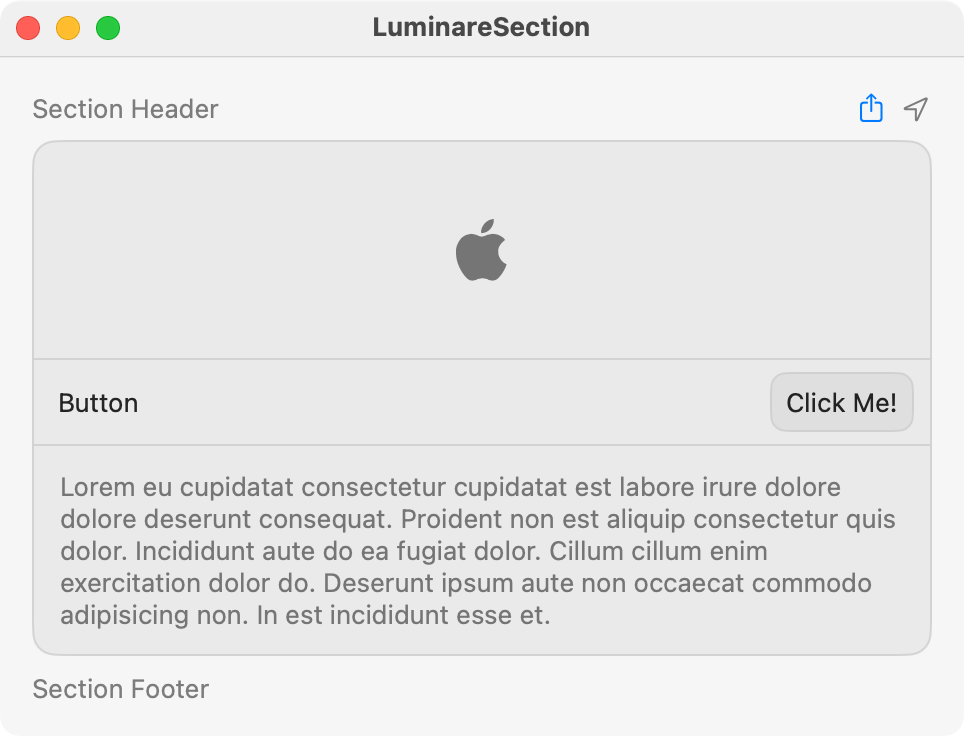 LuminareSection
Section Header
Button
Click Me!
Lorem eu cupidatat consectetur cupidatat est labore irure dolore
dolore deserunt consequat. Proident non est aliquip consectetur quis
dolor. Incididunt aute do ea fugiat dolor. Cillum cillum enim
exercitation dolor do. Deserunt ipsum aute non occaecat commodo
adipisicing non. In est incididunt esse et.
Section Footer